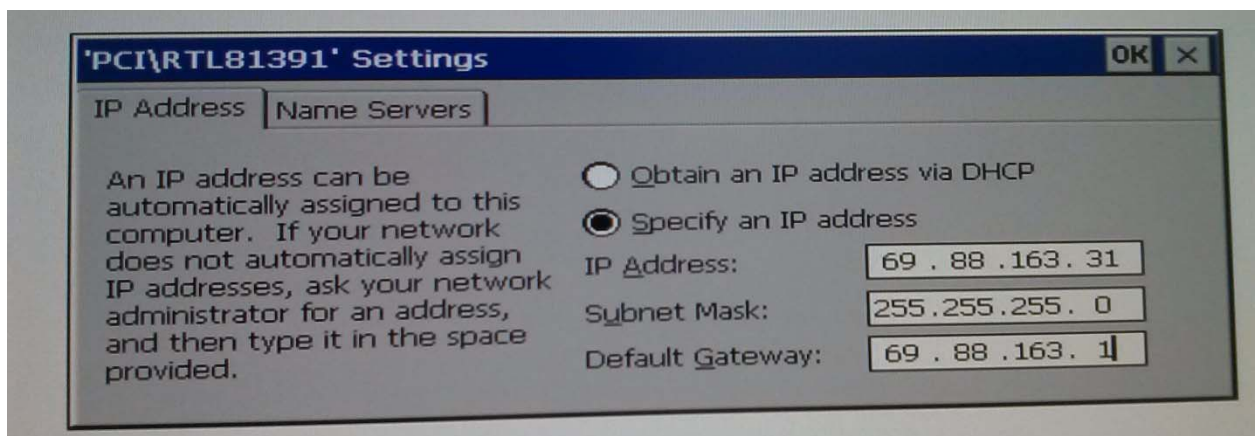 'PCI\RTL81391' Settings
OK ×
IP Address Name Servers
An IP address can be
automatically assigned to this
computer. If your network
does not automatically assign
IP addresses, ask your network
administrator for an address,
and then type it in the space
provided.
Obtain an IP address via DHCP
Specify an IP address
IP Address: 69 . 88 .163. 31
Subnet Mask: 255.255.255. 0
Default Gateway: 69 . 88 .163. 1